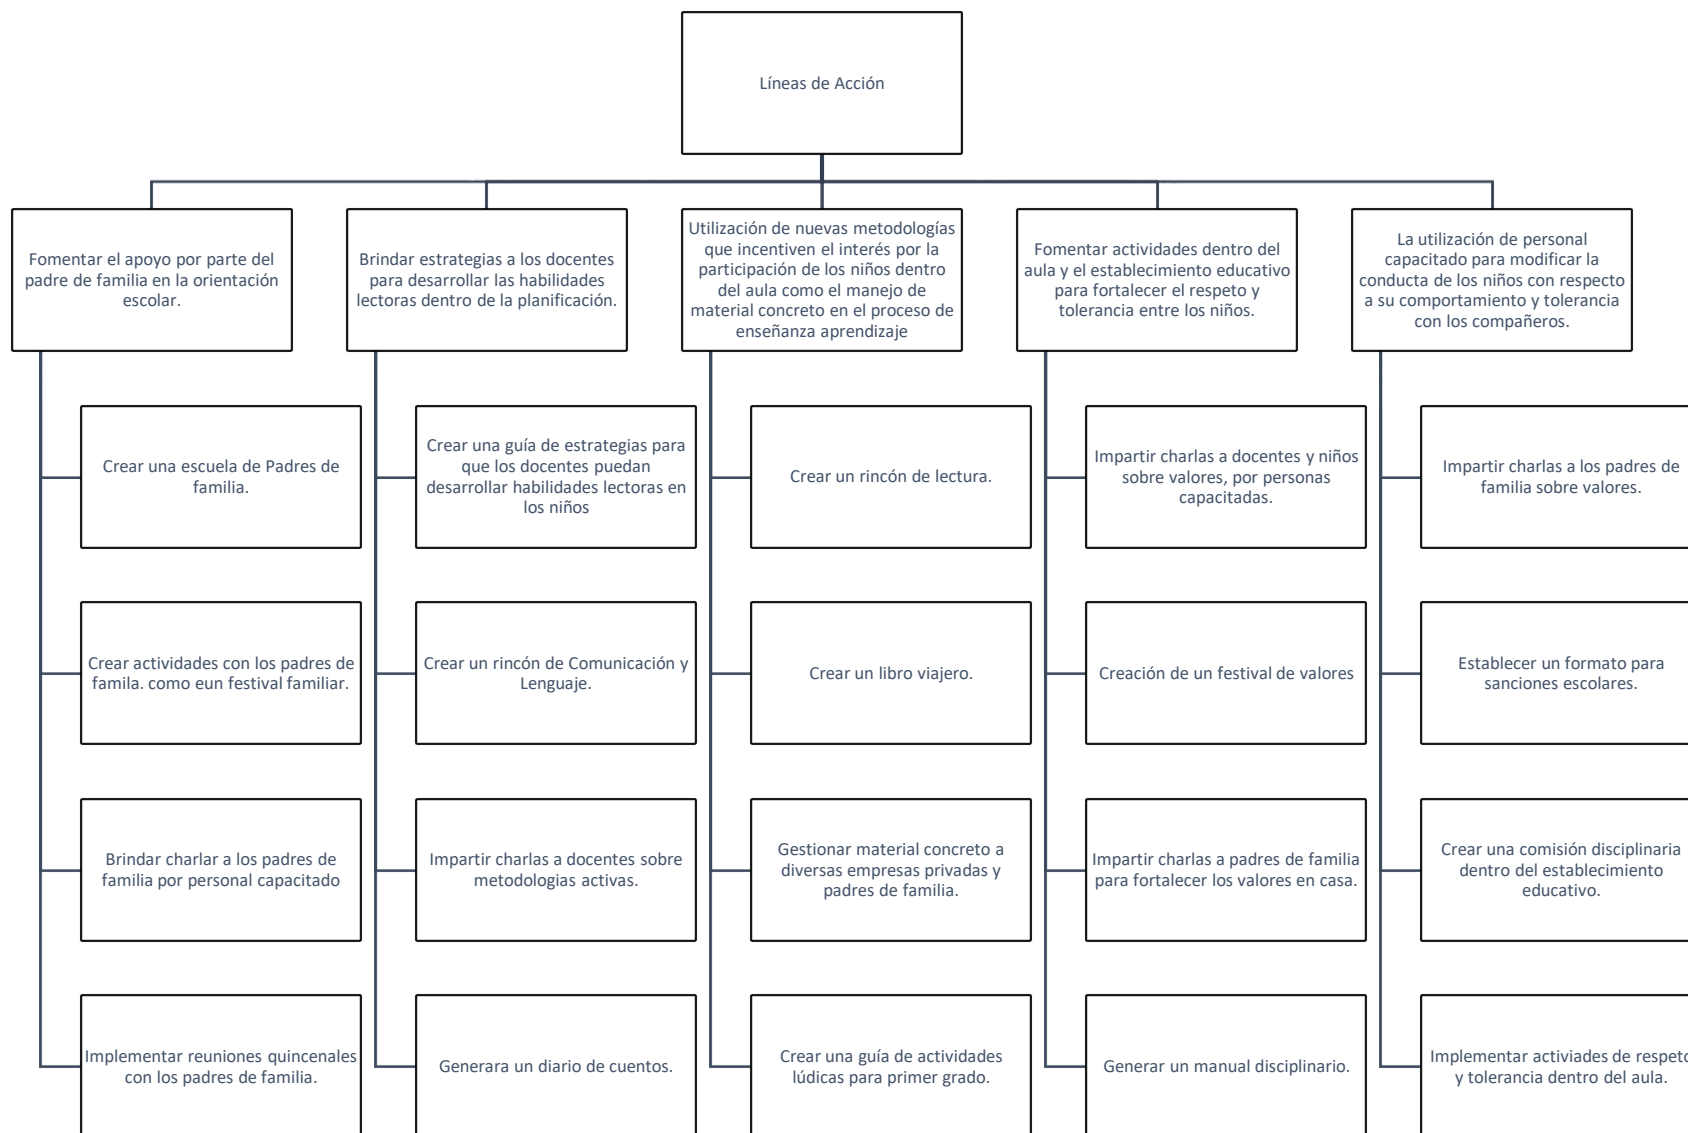 Líneas de Acción
Fomentar el apoyo por parte del
padre de familia en la orientación
escolar.
Crear una escuela de Padres de
familia.
Crear actividades con los padres de
famila. como eun festival familiar.
Brindar charlar a los padres de
familia por personal capacitado
Implementar reuniones quincenales
con los padres de familia.
Brindar estrategias a los docentes
para desarrollar las habilidades
lectoras dentro de la planificación.
Crear una guía de estrategias para
que los docentes puedan
desarrollar habilidades lectoras en
los niños
Crear un rincón de Comunicación y
Lenguaje.
Impartir charlas a docentes sobre
metodologias activas.
Generara un diario de cuentos.
Utilización de nuevas metodologías
que incentiven el interés por la
participación de los niños dentro
del aula como el manejo de
material concreto en el proceso de
enseñanza aprendizaje
Crear un rincón de lectura.
Crear un libro viajero.
Gestionar material concreto a
diversas empresas privadas y
padres de familia.
Crear una guía de actividades
lúdicas para primer grado.
Fomentar actividades dentro del
aula y el establecimiento educativo
para fortalecer el respeto y
tolerancia entre los niños.
Impartir charlas a docentes y niños
sobre valores, por personas
capacitadas.
Creación de un festival de valores
Impartir charlas a padres de familia
para fortalecer los valores en casa.
Generar un manual disciplinario.
La utilización de personal
capacitado para modificar la
conducta de los niños con respecto
a su comportamiento y tolerancia
con los compañeros.
Impartir charlas a los padres de
familia sobre valores.
Establecer un formato para
sanciones escolares.
Crear una comisión disciplinaria
dentro del establecimiento
educativo.
Implementar activiades de respeto
y tolerancia dentro del aula.